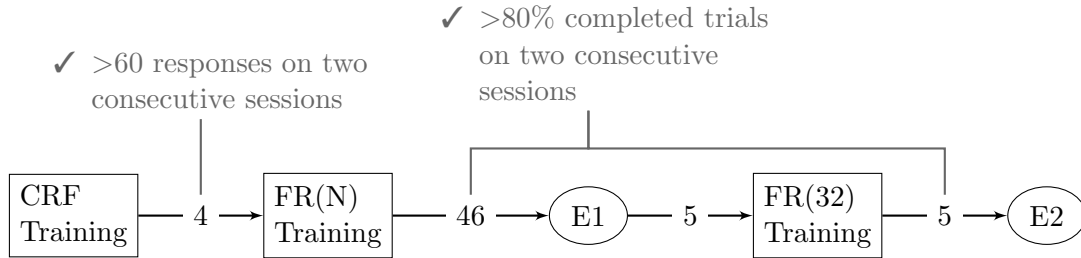 ✓ >80% completed trials
on two consecutive
sessions
✓ >60 responses on two
consecutive sessions
CRF
Training
4
FR(N)
Training
46
E1
5
FR(32)
Training
5
E2